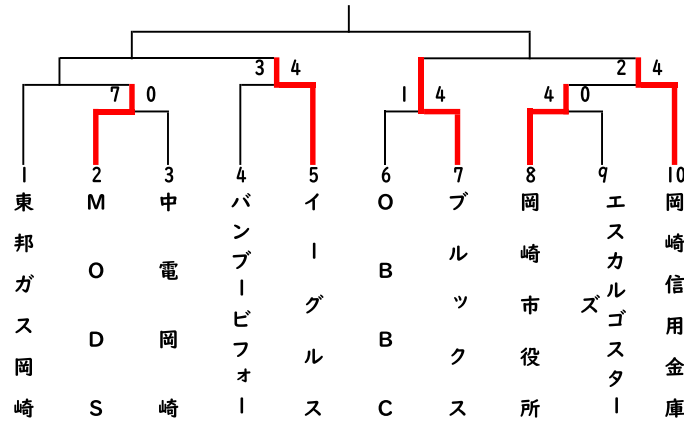 3 4 2 4
7 0 1 4 4 0
1 2 3 4 5 6 7 8 9 10
東邦ガス岡崎
MODS
中電岡崎
バンブービフォー
イーグルス
OBBC
ブルックス
岡崎市役所
エスカルゴスターズ
岡崎信用金庫